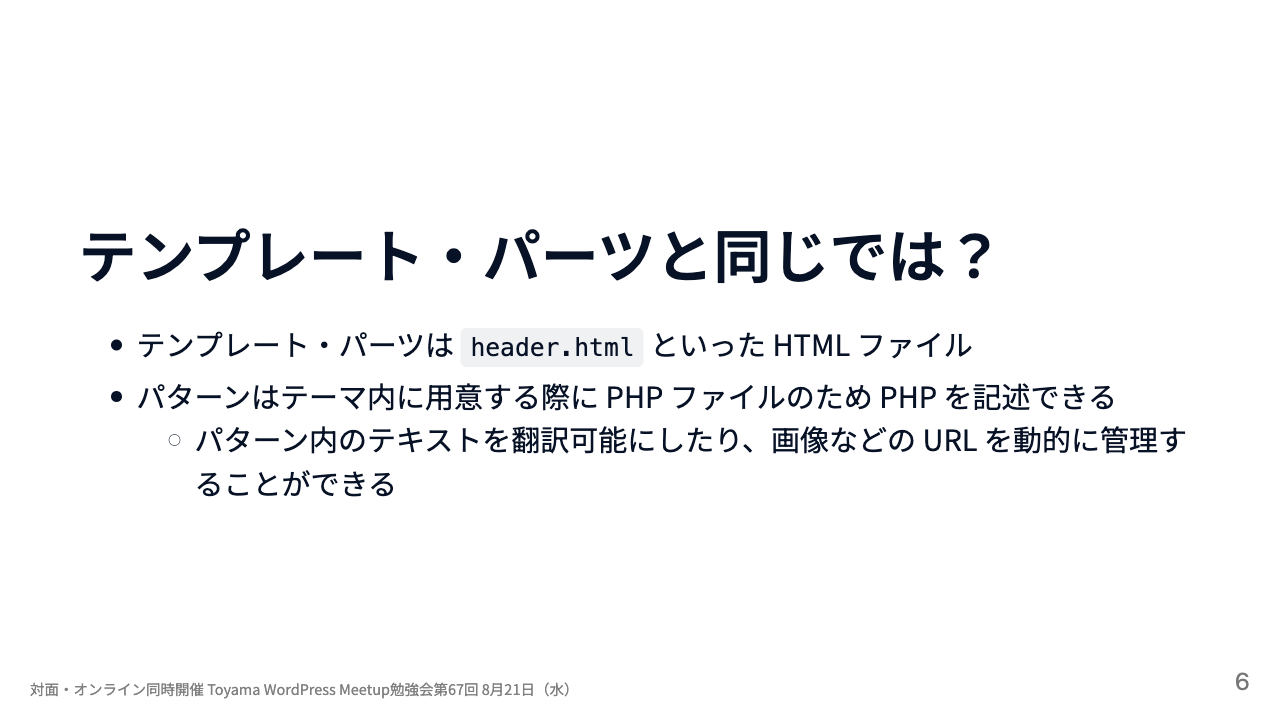 テンプレート・パーツと同じでは？
テンプレート・パーツは header.html といった HTML ファイル
パターンはテーマ内に用意する際に PHP ファイルのため PHP を記述できる
パターン内のテキストを翻訳可能にしたり、画像などの URL を動的に管理す
ることができる
対面・オンライン同時開催 Toyama WordPress Meetup勉強会第67回 8月21日（水）
6